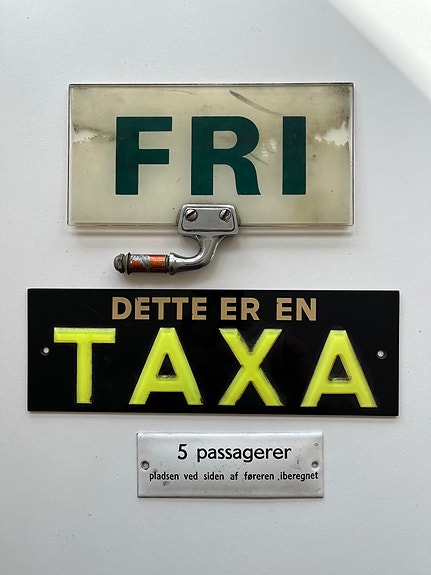 FRI
DETTE ER EN
TAXA
5 passagerer
pladsen ved siden af føreren iberegnet